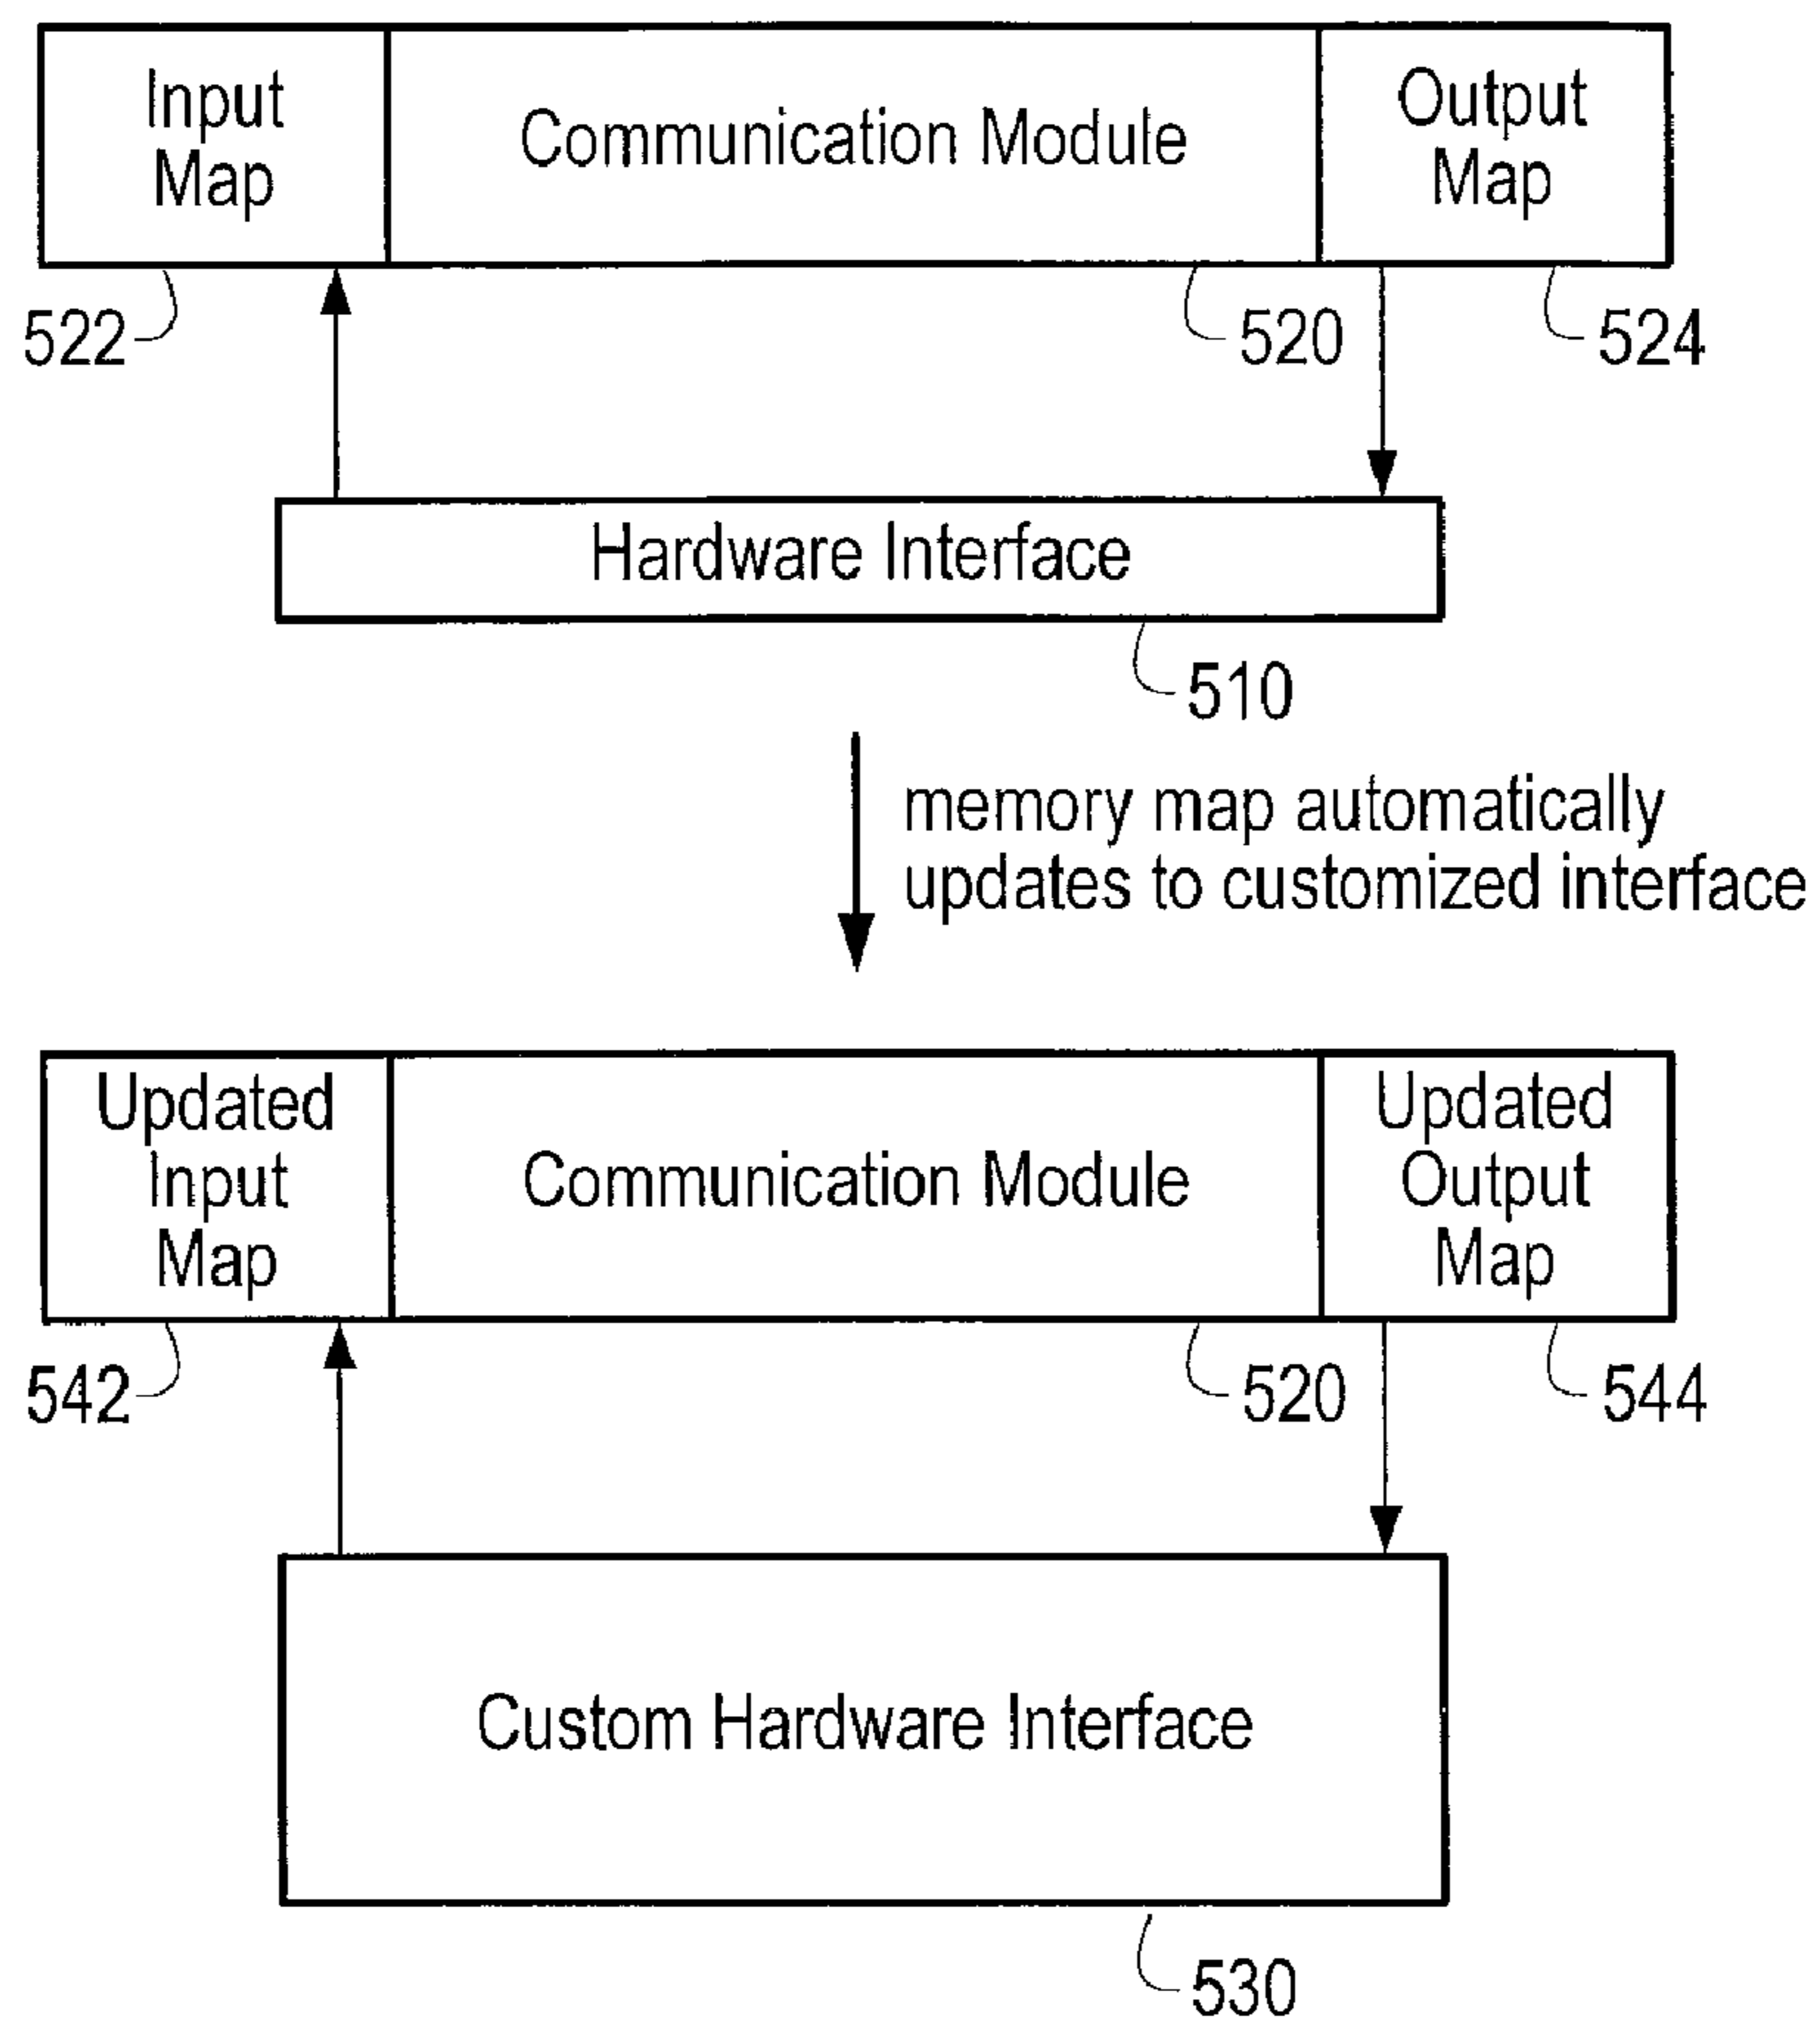 Input
Map
Communication Module
Output
Map
522
520
524
Hardware Interface
510
memory map automatically
updates to customized interface
Updated
Input
Map
Communication Module
Updated
Output
Map
542
520
544
Custom Hardware Interface
530